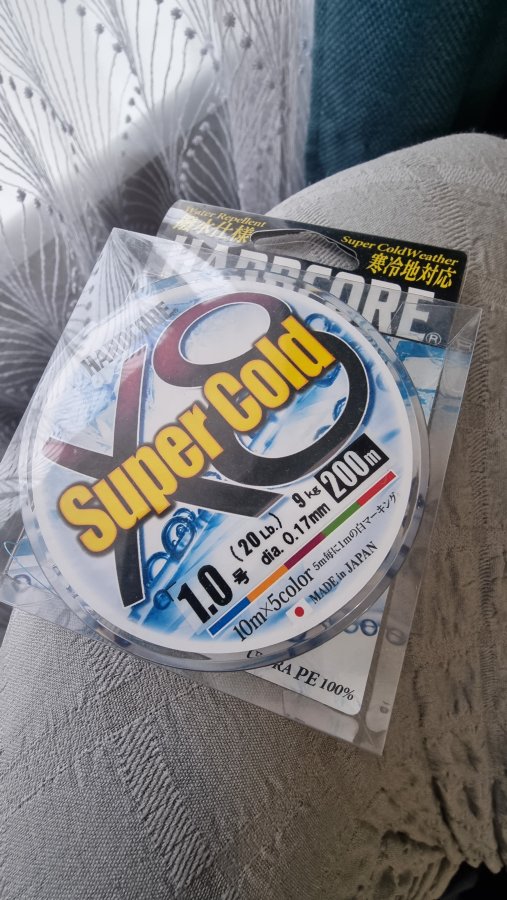 Water Repellent
撥水仕様
Super ColdWeather
寒冷地対応
HARDCORE®
HARDCORE
X8
Super Cold
1.0号
(20 LB.) 9kg
dia. 0.17mm
200m
10m×5color 5m毎に1mの白マーキング
MADE in JAPAN
PE 100%